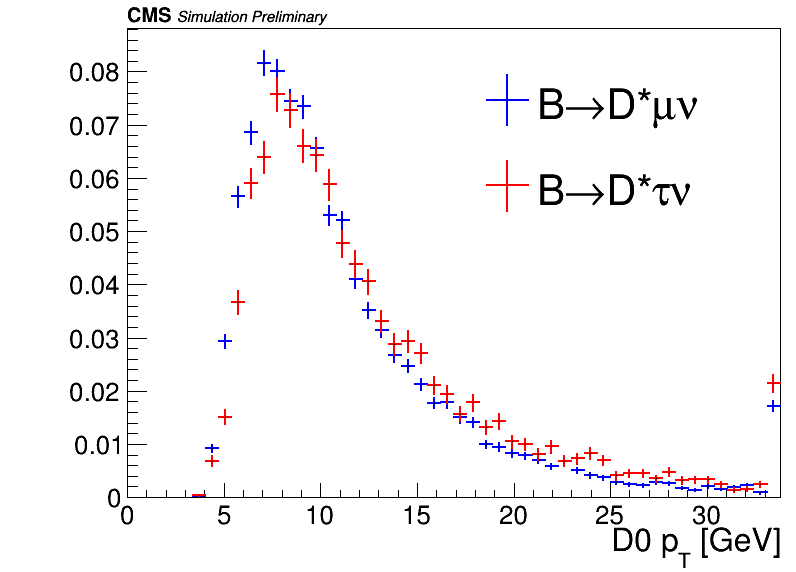 CMS Simulation Preliminary
B→D*μν
B→D*τν
0.08
0.07
0.06
0.05
0.04
0.03
0.02
0.01
0
0 5 10 15 20 25 30
D0 p_T [GeV]